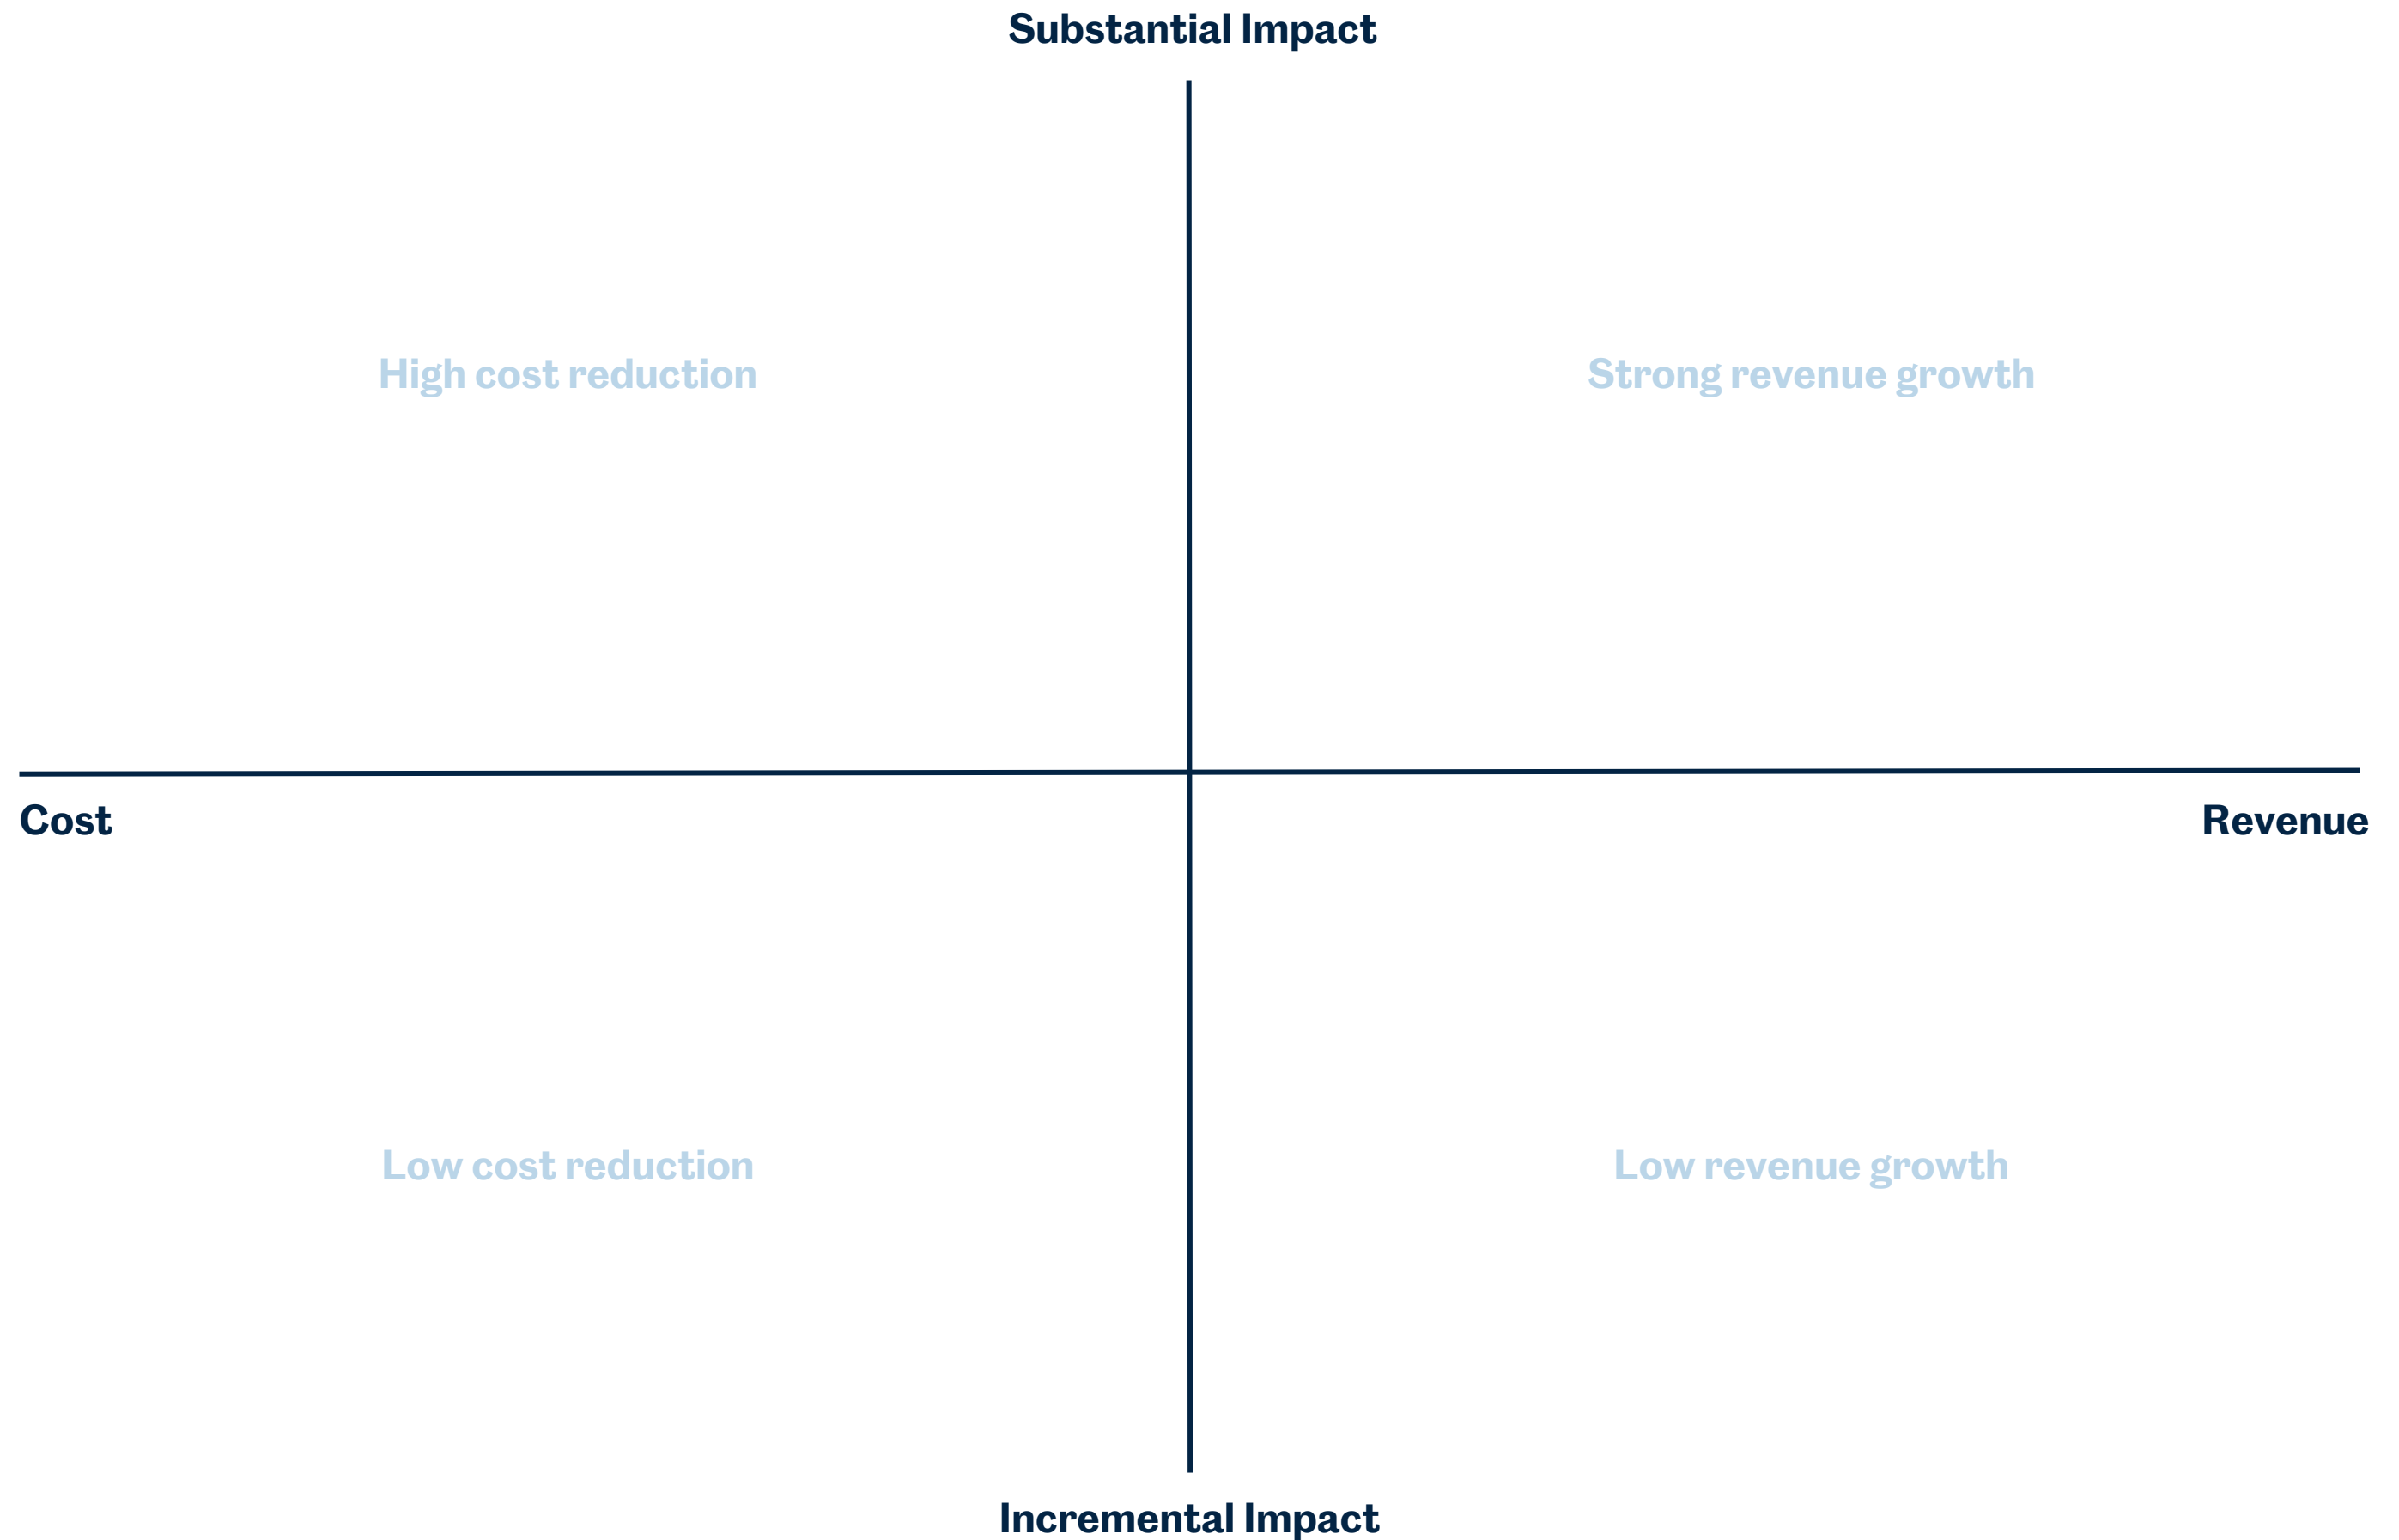 Substantial Impact
High cost reduction
Strong revenue growth
Cost
Revenue
Low cost reduction
Low revenue growth
Incremental Impact